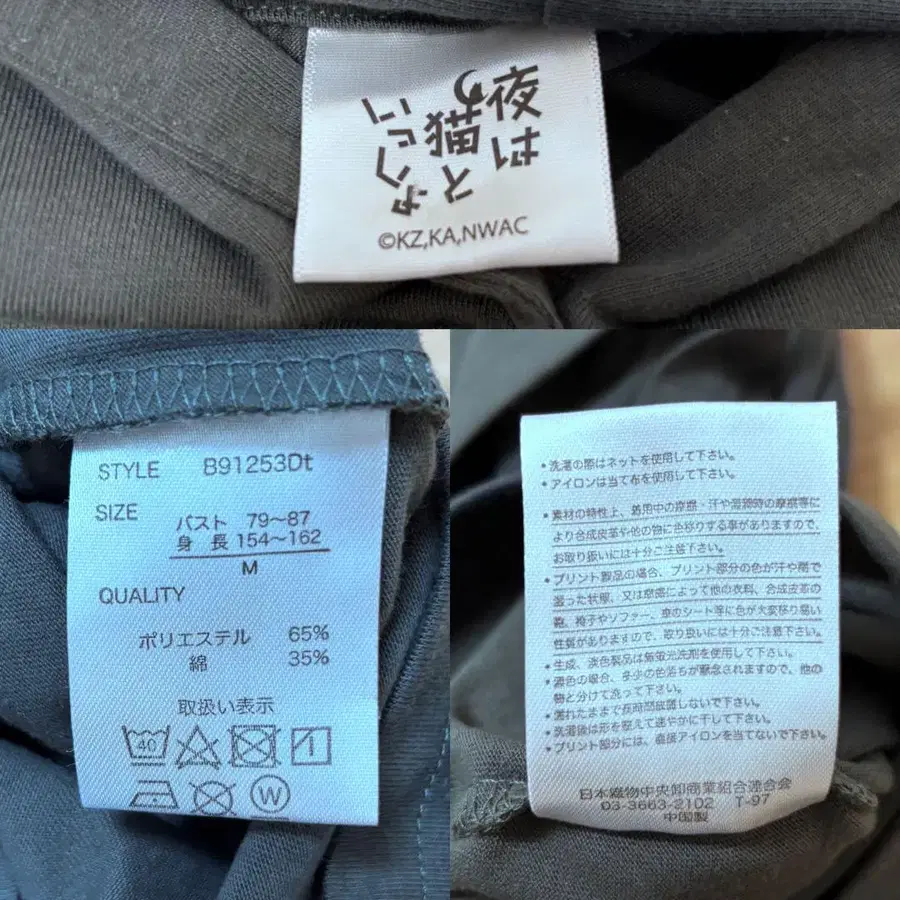 夜は
猫と
いっしょ
©KZ,KA,NWAC
STYLE B91253Dt
SIZE
バスト 79～87
身長 154～162
M
QUALITY
ポリエステル 65%
綿 35%
取扱い表示
40
W
・洗濯の際はネットを使用して下さい。
・アイロンは当て布を使用して下さい。
・素材の特性上、着用中の摩擦・汗や湿潤時の摩擦等に
より合成皮革や他の物に色移りする事がありますので、
お取り扱いには十分ご注意下さい。
・プリント製品の場合、プリント部分の色が汗や雨で
湿った状態、又は摩擦によって他の衣料、合成皮革の
鞄、椅子やソファー、車のシート等に色が大変移り易い
性質がありますので、取り扱いには十分ご注意下さい。
・生成、淡色製品は無蛍光洗剤を使用して下さい。
・濃色の場合、多少の色落ちが懸念されますので、他の
物と分けて洗って下さい。
・濡れたままで長時間放置しないで下さい。
・洗濯後は形を整えて速やかに干して下さい。
・プリント部分には、直接アイロンを当てないで下さい。
日本織物中央卸商業組合連合会
03-3663-2102 T-97
中国製